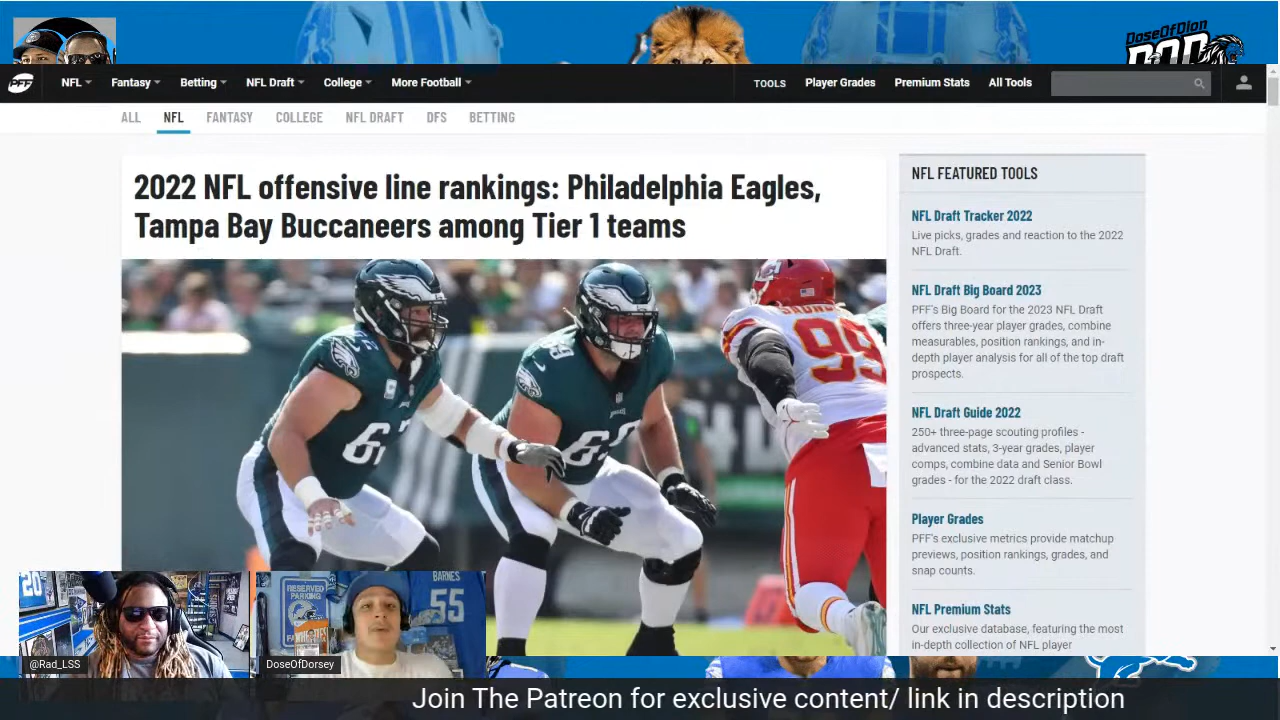 DoseOfDion
POD
PFF
NFL
Fantasy
Betting
NFL Draft
College
More Football
TOOLS
Player Grades
Premium Stats
All Tools
ALL
NFL
FANTASY
COLLEGE
NFL DRAFT
DFS
BETTING
2022 NFL offensive line rankings: Philadelphia Eagles,
Tampa Bay Buccaneers among Tier 1 teams
NFL FEATURED TOOLS
NFL Draft Tracker 2022
Live picks, grades and reaction to the 2022
NFL Draft.
NFL Draft Big Board 2023
PFF's Big Board for the 2023 NFL Draft
offers three-year player grades, combine
measurables, position rankings, and in-
depth player analysis for all of the top draft
prospects.
NFL Draft Guide 2022
250+ three-page scouting profiles -
advanced stats, 3-year grades, player
comps, combine data and Senior Bowl
grades - for the 2022 draft class.
Player Grades
PFF's exclusive metrics provide matchup
previews, position rankings, grades, and
snap counts.
NFL Premium Stats
Our exclusive database, featuring the most
in-depth collection of NFL player
62
69
99
20
RESERVED
PARKING
BARNES
55
@Rad_LSS
DoseOfDorsey
Join The Patreon for exclusive content/ link in description